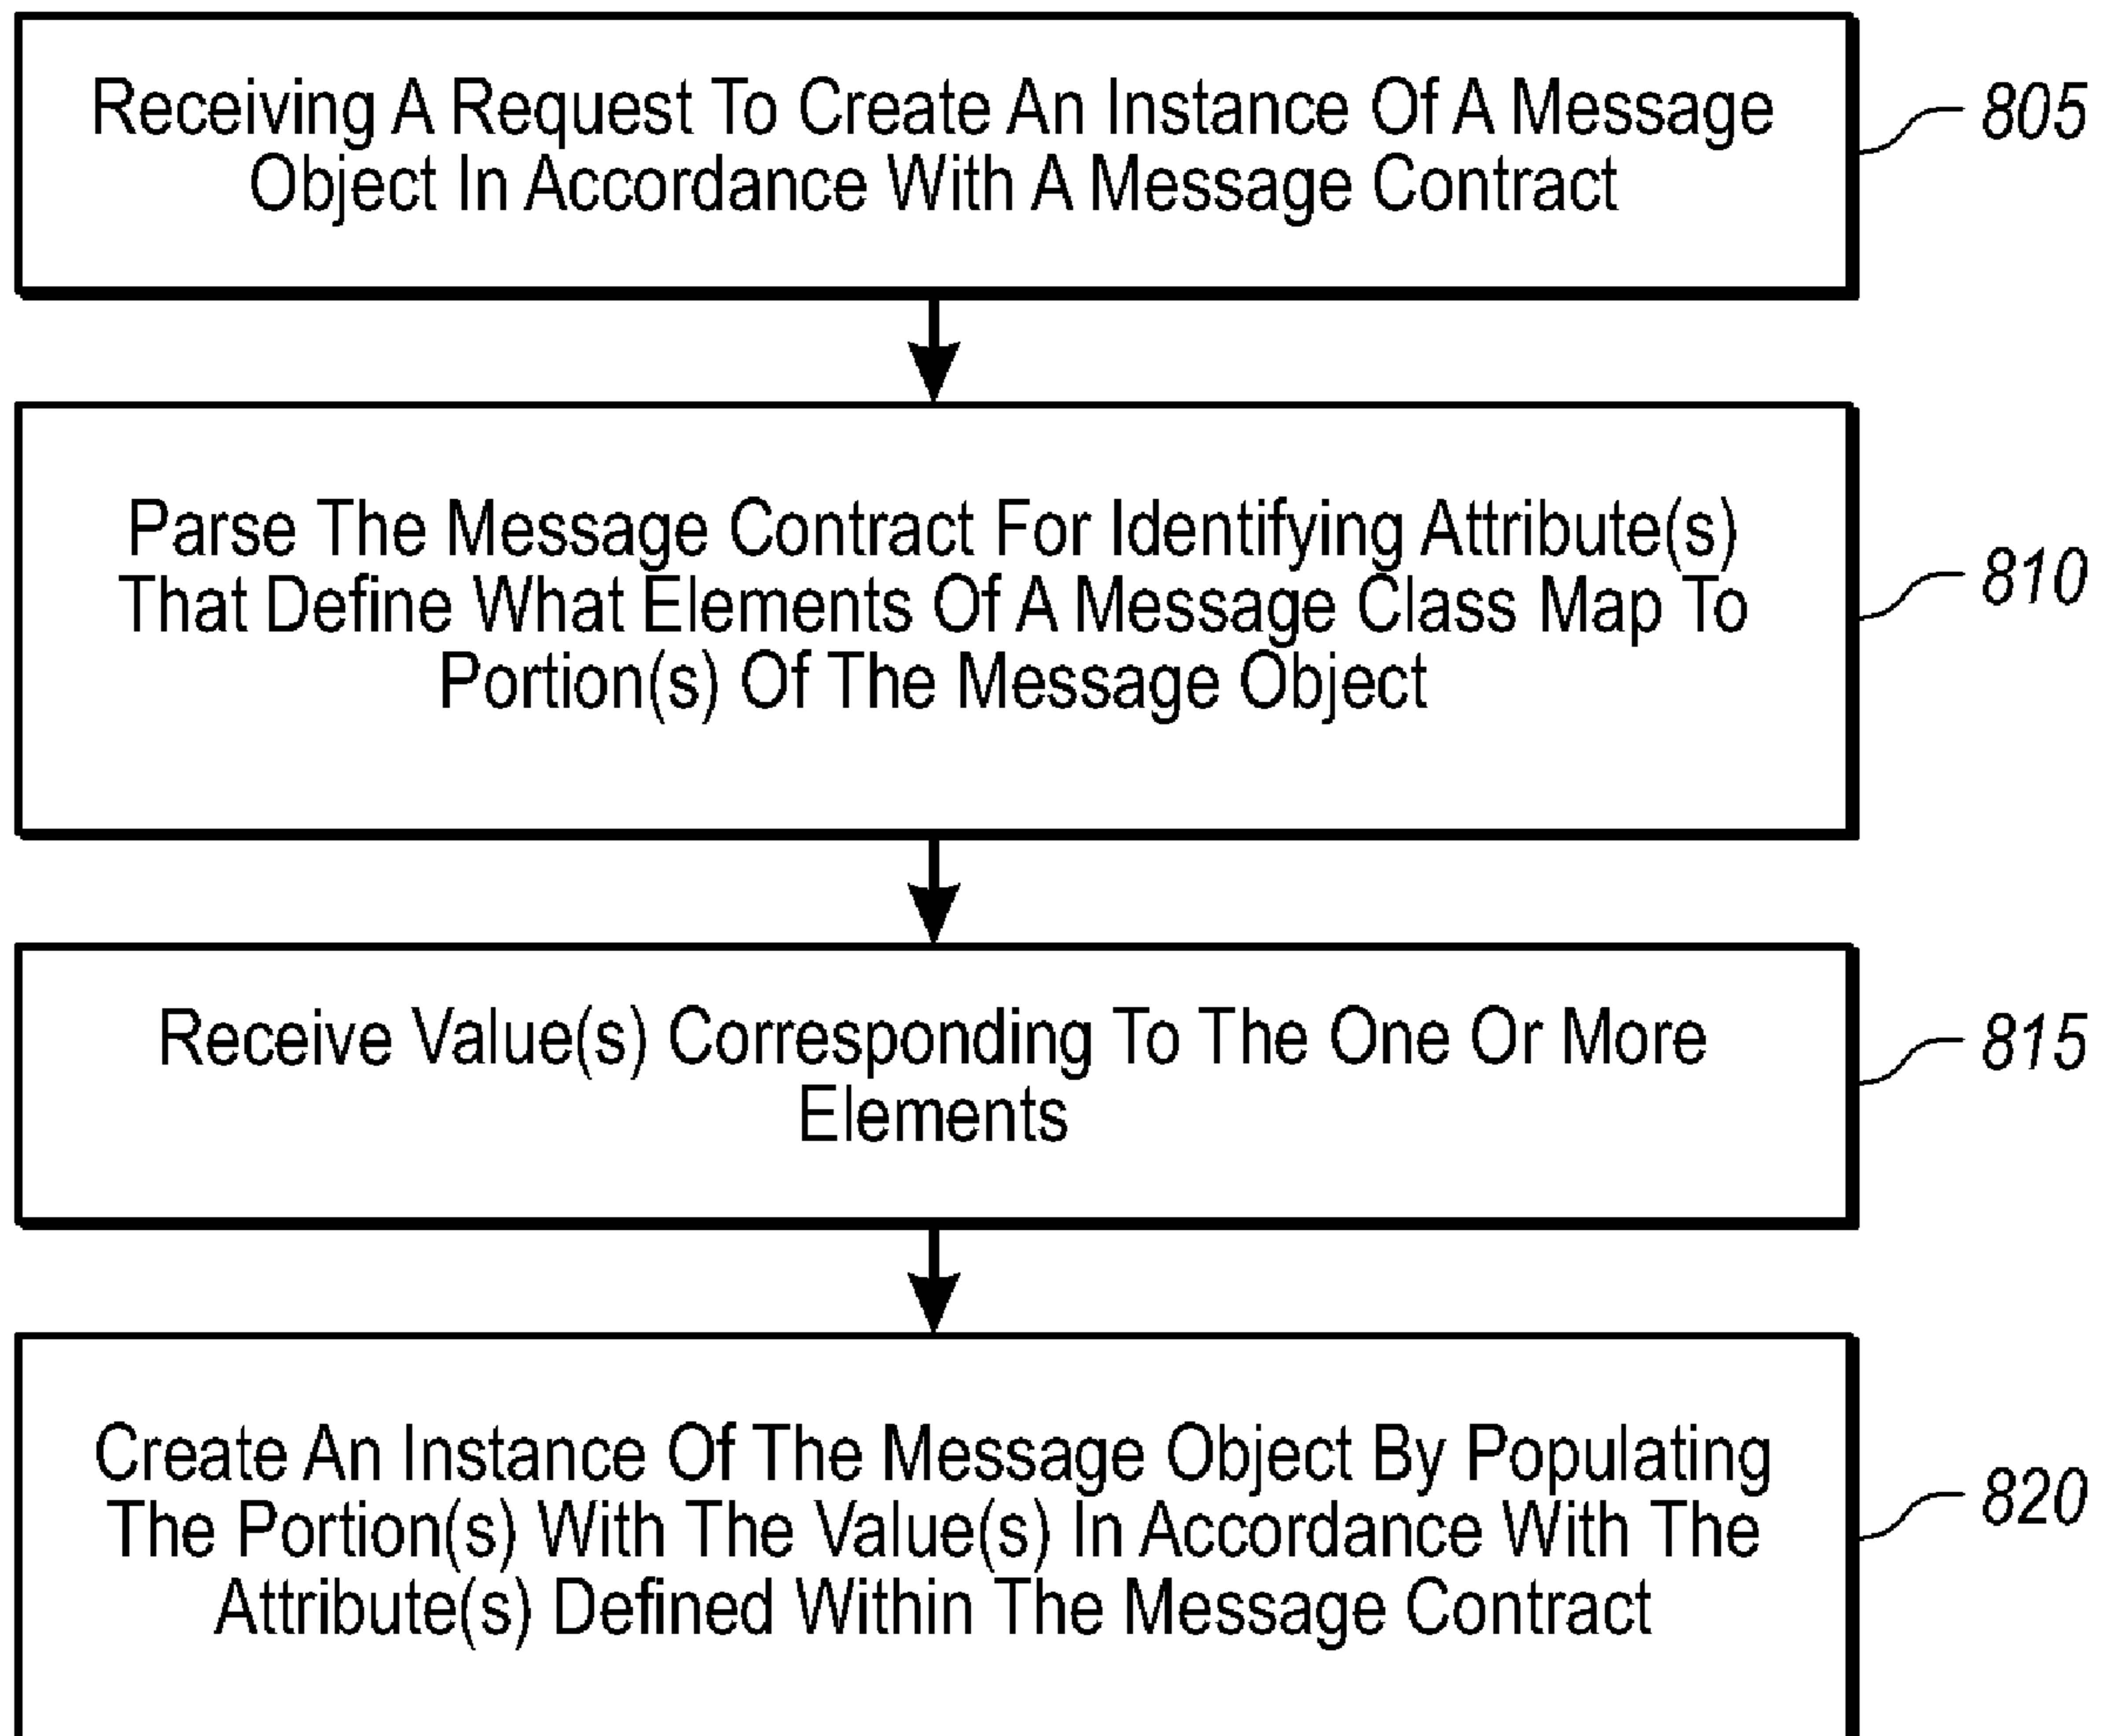 Receiving A Request To Create An Instance Of A Message
Object In Accordance With A Message Contract
805
Parse The Message Contract For Identifying Attribute(s)
That Define What Elements Of A Message Class Map To
Portion(s) Of The Message Object
810
Receive Value(s) Corresponding To The One Or More
Elements
815
Create An Instance Of The Message Object By Populating
The Portion(s) With The Value(s) In Accordance With The
Attribute(s) Defined Within The Message Contract
820